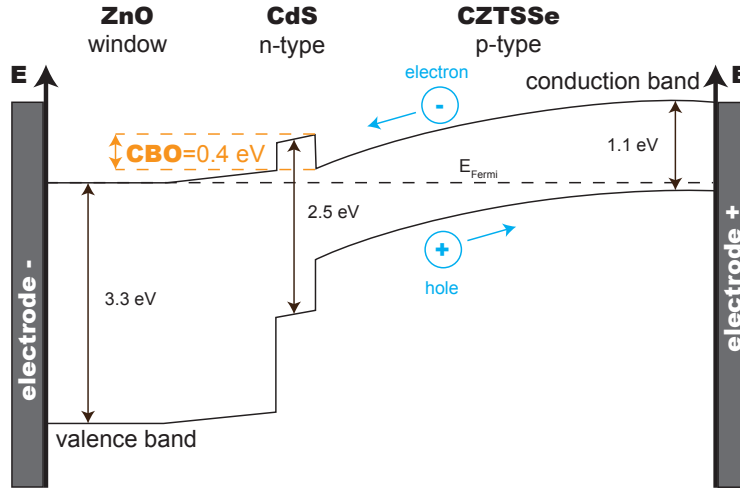 ZnO
window
CdS
n-type
CZTSSe
p-type
E
E
electron
-
conduction band
CBO=0.4 eV
1.1 eV
EFermi
2.5 eV
+
hole
3.3 eV
electrode -
electrode +
valence band